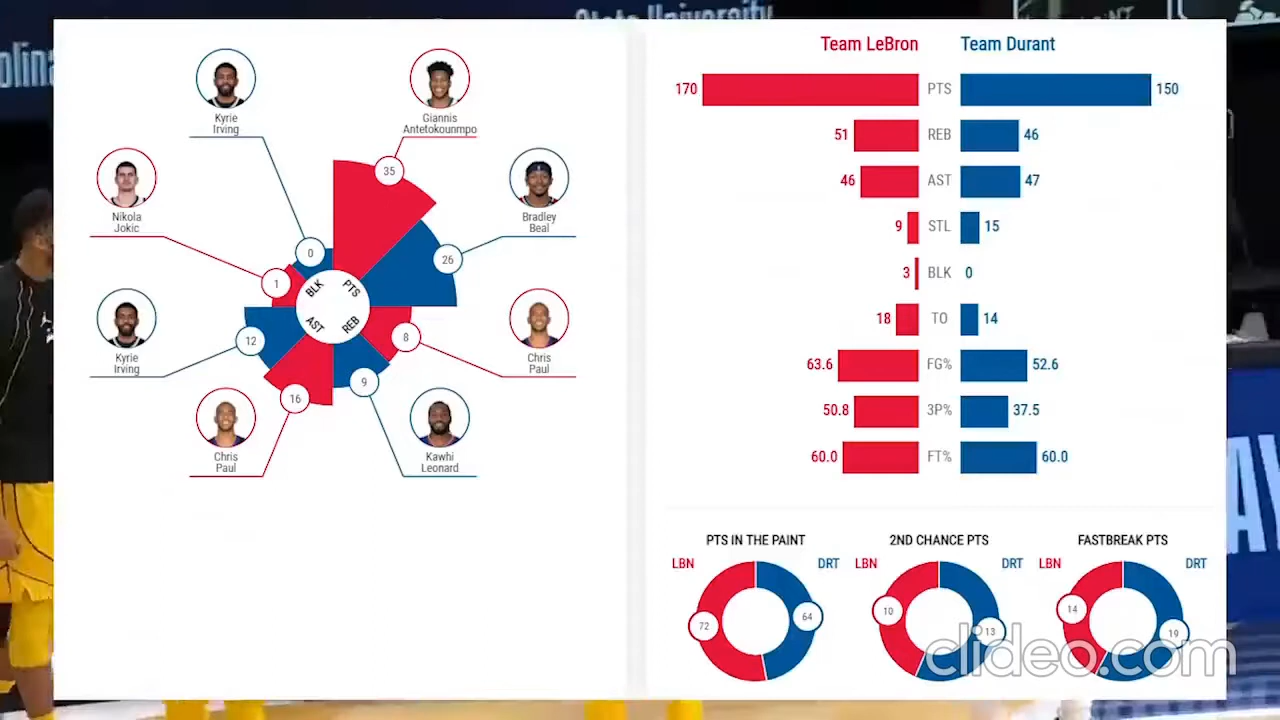 State University
olina
Kyrie
Irving
Giannis
Antetokounmpo
35
Nikola
Jokic
Bradley
Beal
0
26
1
BLK
PTS
AST
REB
12
8
Kyrie
Irving
Chris
Paul
16
9
Chris
Paul
Kawhi
Leonard
Team LeBron Team Durant
170 PTS 150
51 REB 46
46 AST 47
9 STL 15
3 BLK 0
18 TO 14
63.6 FG% 52.6
50.8 3P% 37.5
60.0 FT% 60.0
PTS IN THE PAINT
LBN DRT
72 64
2ND CHANCE PTS
LBN DRT
10 13
FASTBREAK PTS
LBN DRT
14 19
clideo.com